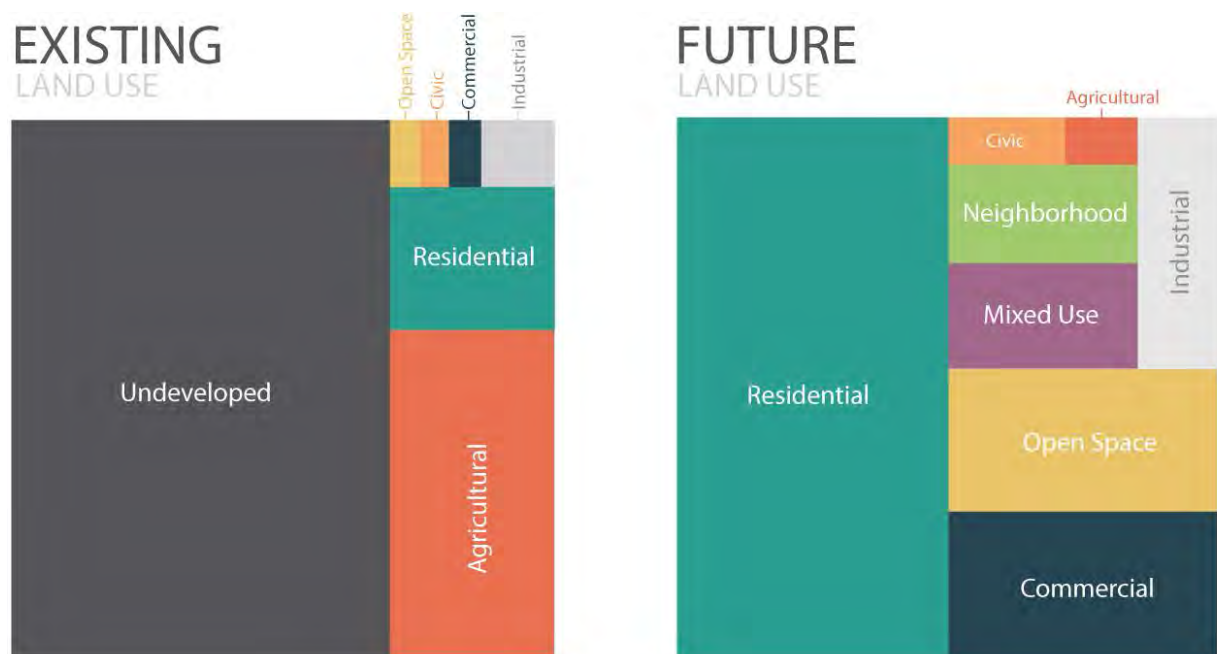 EXISTING
LAND USE
Open Space
Civic
Commercial
Industrial
Residential
Undeveloped
Agricultural
FUTURE
LAND USE
Agricultural
Civic
Neighborhood
Industrial
Mixed Use
Residential
Open Space
Commercial